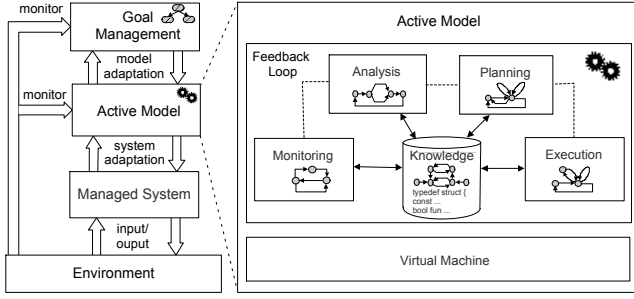 monitor
Goal
Management
model
adaptation
monitor
Active Model
system
adaptation
Managed System
input/
ouput
Environment
Active Model
Feedback
Loop
Analysis
Planning
Monitoring
Knowledge
typedef struct {
const ...
bool fun ...
Execution
Virtual Machine